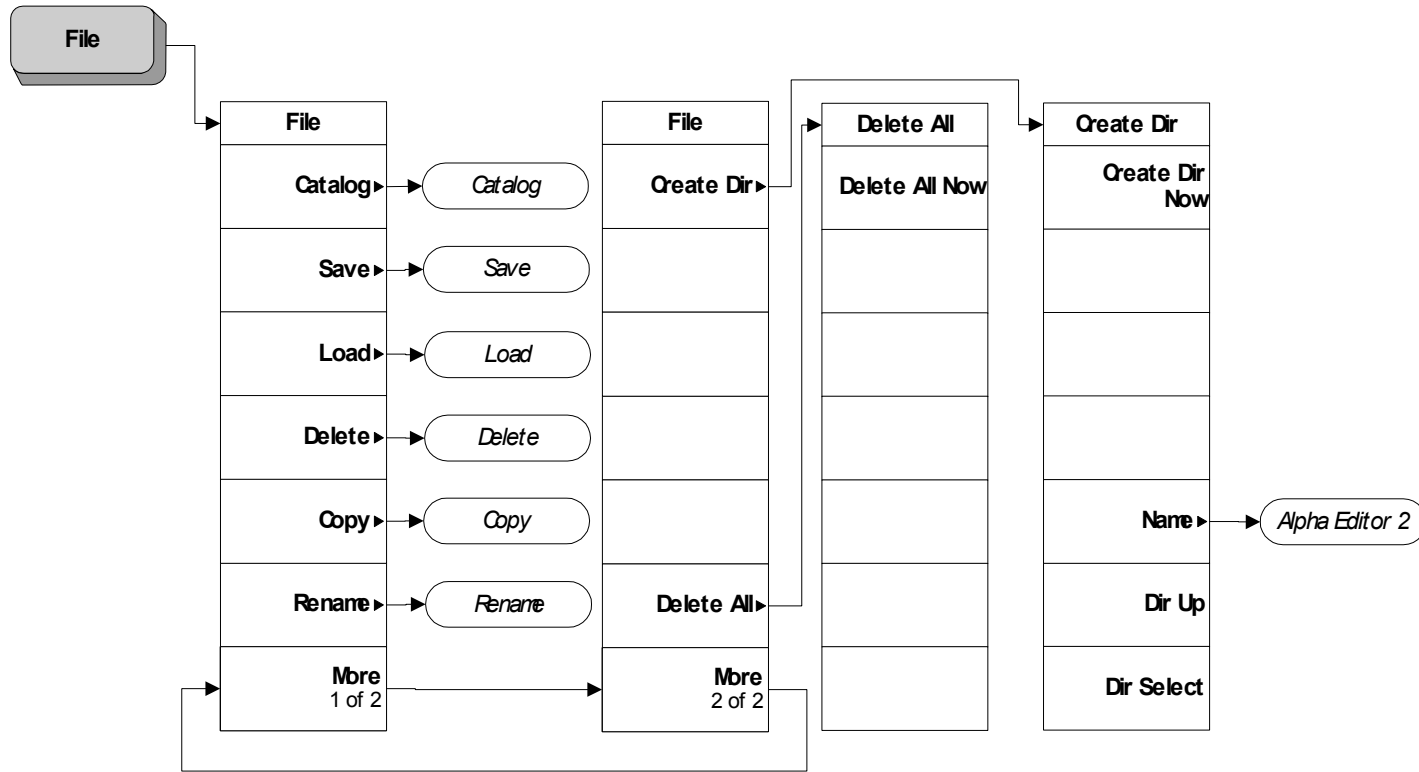 File
File
Catalog
Catalog
Save
Save
Load
Load
Delete
Delete
Copy
Copy
Rename
Rename
More
1 of 2
File
Create Dir
Delete All
More
2 of 2
Delete All
Delete All Now
Create Dir
Create Dir
Now
Name
Alpha Editor 2
Dir Up
Dir Select